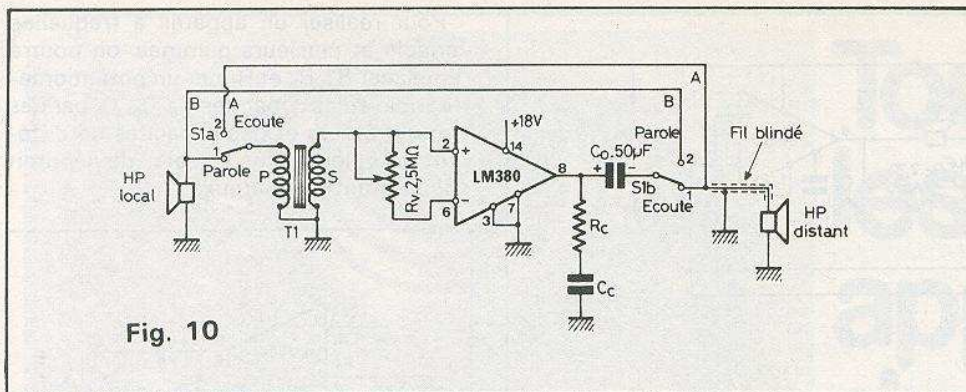 A
B
A
B
S1a
2
Ecoute
1
Parole
HP
local
P
S
T1
Rv.2,5MΩ
2
+
6
−
LM380
+18V
14
8
3
7
Rc
Cc
Co.50µF
+
−
Parole
2
S1b
1
Ecoute
Fil blindé
HP
distant
Fig. 10